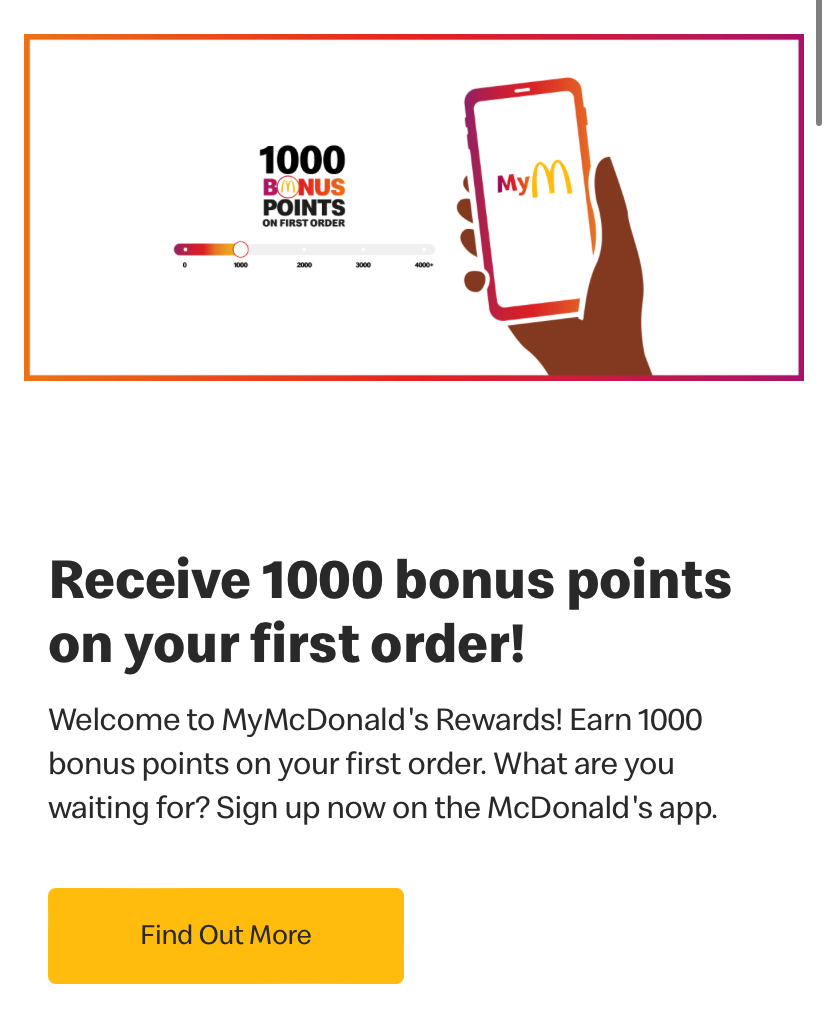 1000
BONUS
POINTS
ON FIRST ORDER
0 1000 2000 3000 4000+
My
Receive 1000 bonus points
on your first order!
Welcome to MyMcDonald's Rewards! Earn 1000
bonus points on your first order. What are you
waiting for? Sign up now on the McDonald's app.
Find Out More